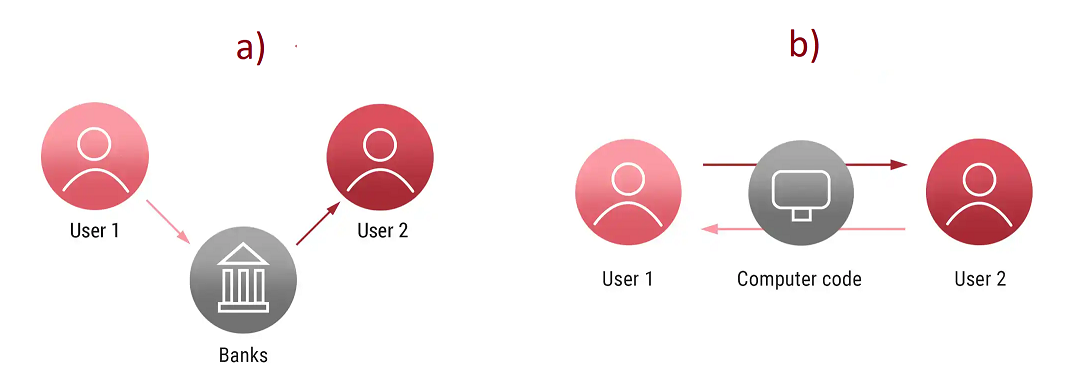 a)
b)
User 1
User 2
Banks
User 1
Computer code
User 2